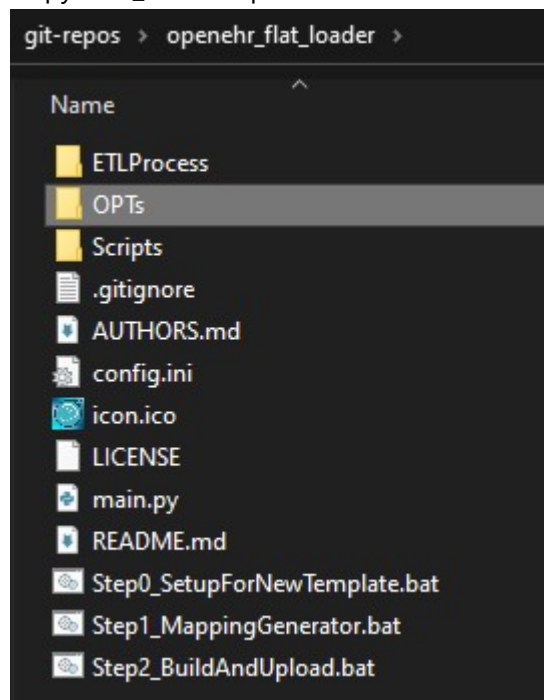 git-repos > openehr_flat_loader >
Name
ETLProcess
OPTs
Scripts
.gitignore
AUTHORS.md
config.ini
icon.ico
LICENSE
main.py
README.md
Step0_SetupForNewTemplate.bat
Step1_MappingGenerator.bat
Step2_BuildAndUpload.bat